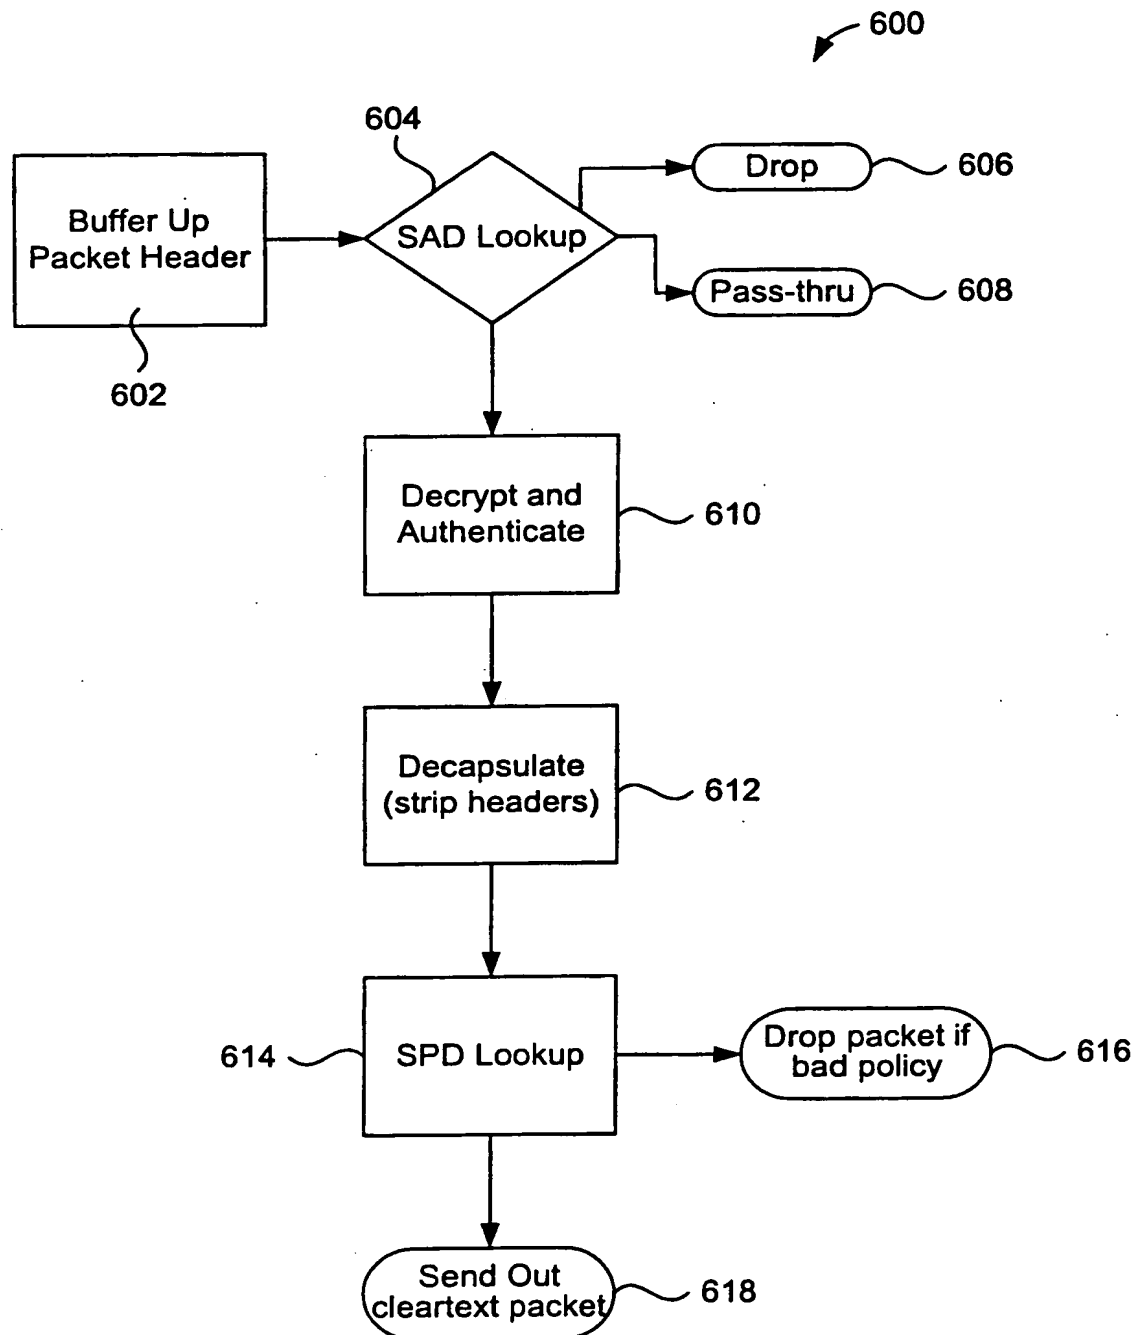 600
604
Drop
606
Buffer Up
Packet Header
SAD Lookup
Pass-thru
608
602
Decrypt and
Authenticate
610
Decapsulate
(strip headers)
612
614
SPD Lookup
Drop packet if
bad policy
616
Send Out
cleartext packet
618